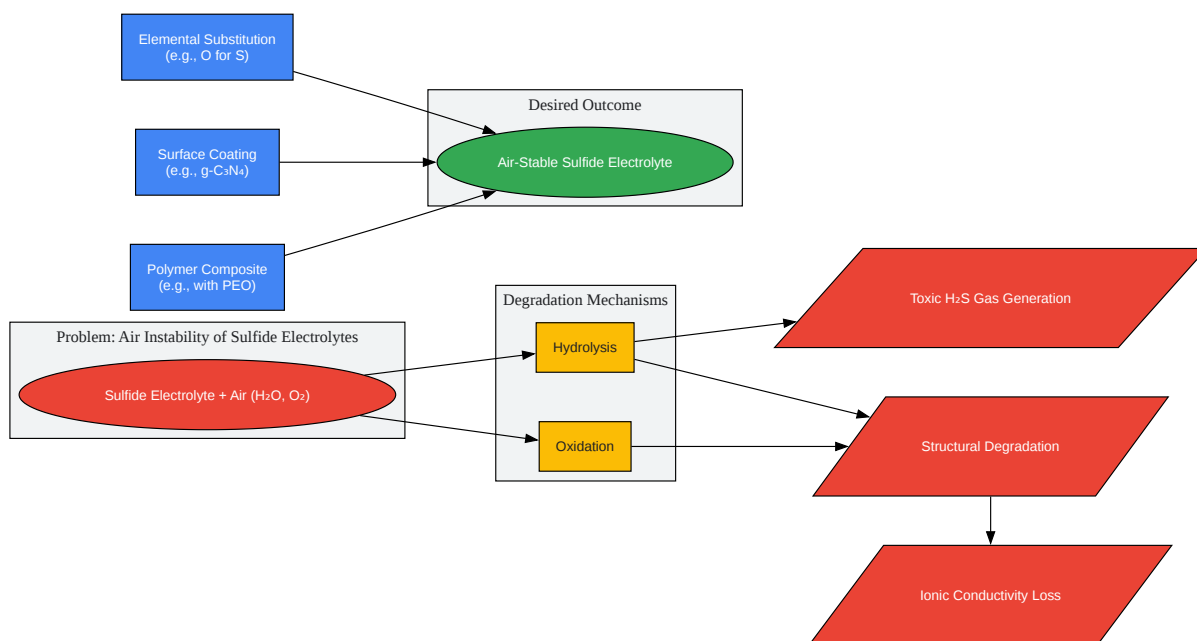 Elemental Substitution
(e.g., O for S)
Desired Outcome
Surface Coating
(e.g., g-C₃N₄)
Air-Stable Sulfide Electrolyte
Polymer Composite
(e.g., with PEO)
Toxic H₂S Gas Generation
Degradation Mechanisms
Problem: Air Instability of Sulfide Electrolytes
Hydrolysis
Sulfide Electrolyte + Air (H₂O, O₂)
Oxidation
Structural Degradation
Ionic Conductivity Loss